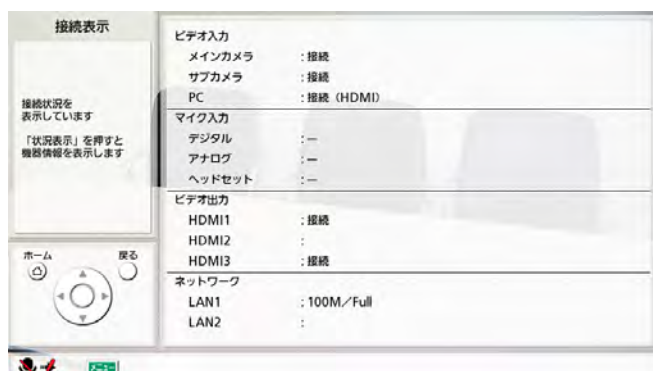 接続表示
接続状況を
表示しています
「状況表示」を押すと
機器情報を表示します
ホーム
戻る
ビデオ入力
メインカメラ :接続
サブカメラ :接続
PC :接続(HDMI)
マイク入力
デジタル :ー
アナログ :ー
ヘッドセット :ー
ビデオ出力
HDMI1 :接続
HDMI2 :
HDMI3 :接続
ネットワーク
LAN1 :100M/Full
LAN2 :